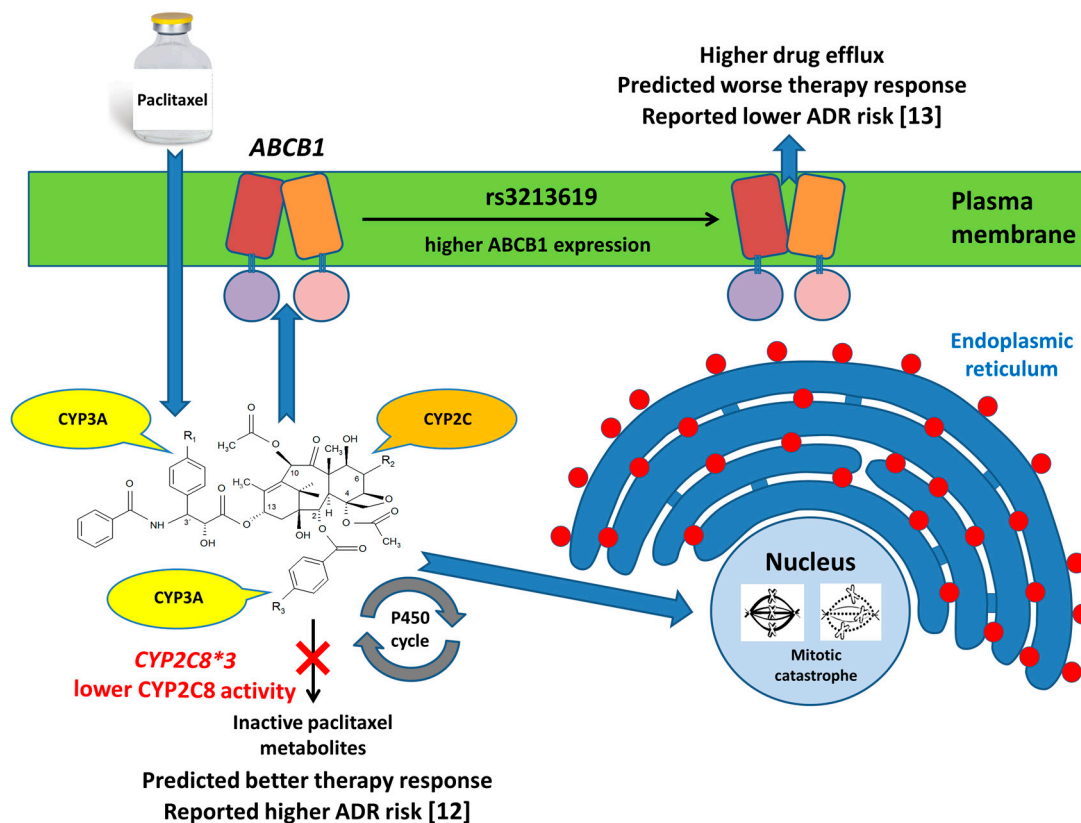 Paclitaxel
Higher drug efflux
Predicted worse therapy response
Reported lower ADR risk [13]
ABCB1
rs3213619
higher ABCB1 expression
Plasma
membrane
Endoplasmic
reticulum
CYP3A
CYP2C
R1
O
H3C
O
O
CH3
OH
R2
10
6
H3C
13
4
O
O
NH
3'
O
O
OH
2'
H
OH
O
O
O
CH3
O
CYP3A
R3
P450
cycle
Nucleus
Mitotic
catastrophe
CYP2C8*3
lower CYP2C8 activity
Inactive paclitaxel
metabolites
Predicted better therapy response
Reported higher ADR risk [12]